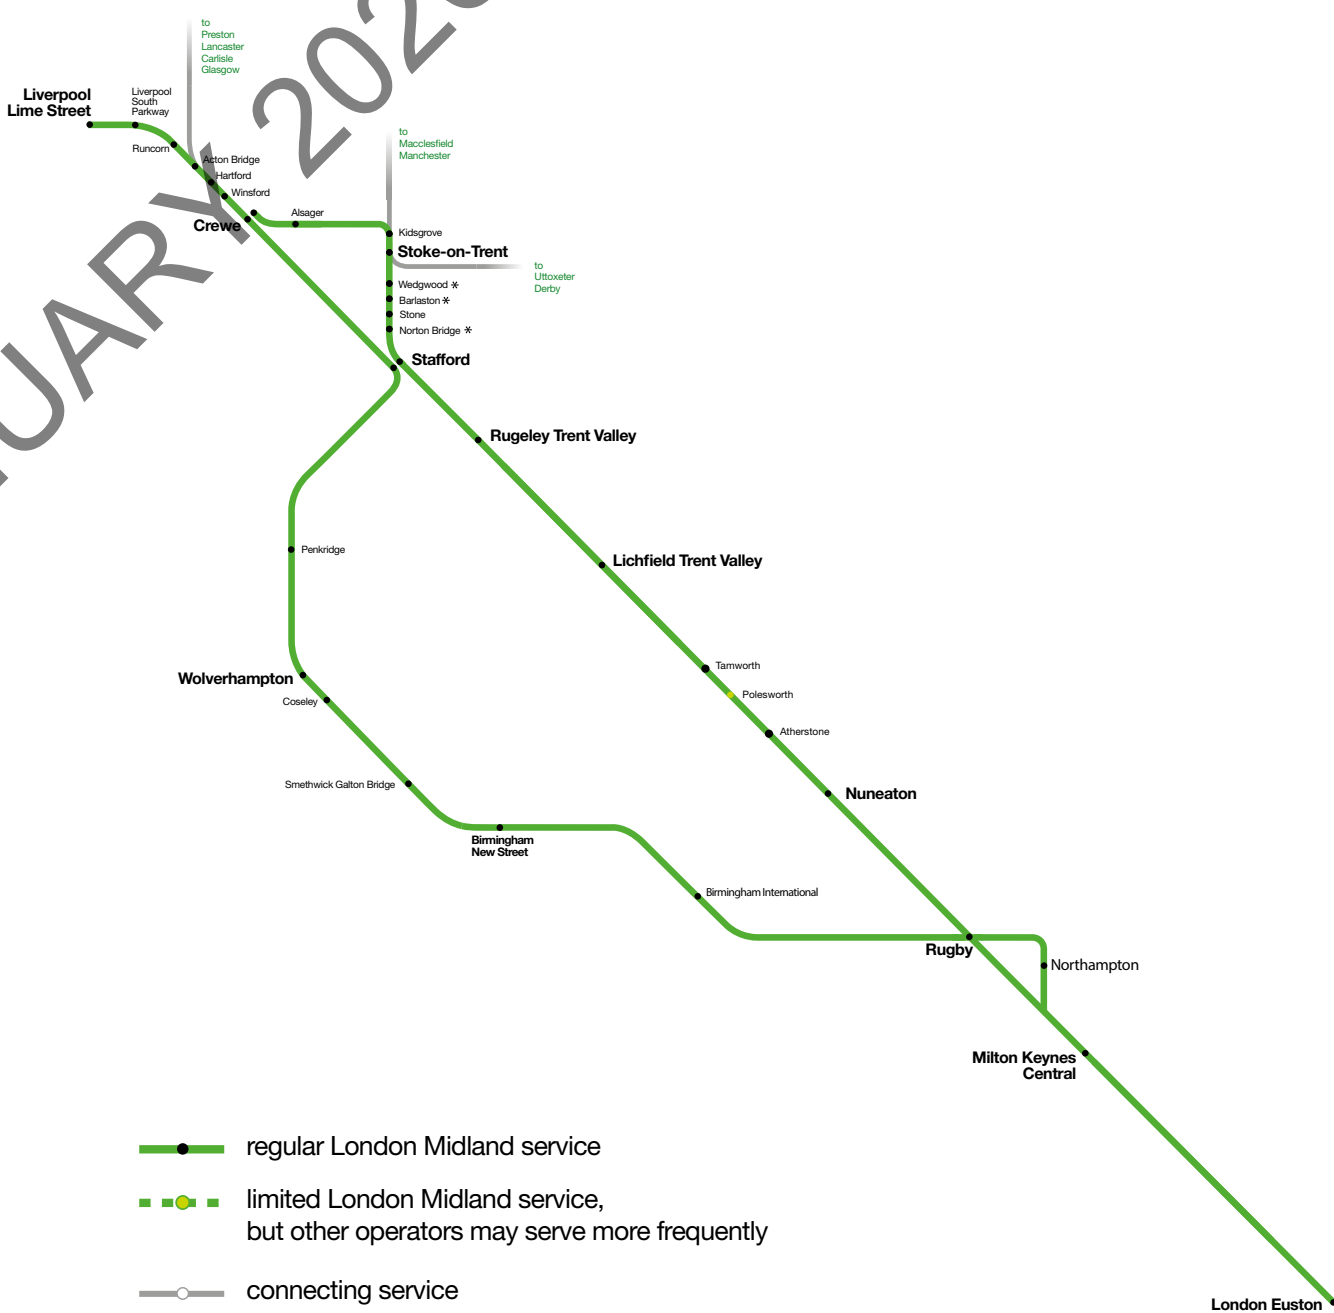 to
Preston
Lancaster
Carlisle
Glasgow
Liverpool
Lime Street
Liverpool
South
Parkway
Runcorn
Acton Bridge
Hartford
Winsford
Crewe
Alsager
to
Macclesfield
Manchester
Kidsgrove
Stoke-on-Trent
to
Uttoxeter
Derby
Wedgwood *
Barlaston *
Stone
Norton Bridge *
Stafford
Rugeley Trent Valley
Penkridge
Lichfield Trent Valley
Wolverhampton
Coseley
Tamworth
Polesworth
Atherstone
Smethwick Galton Bridge
Nuneaton
Birmingham
New Street
Birmingham International
Rugby
Northampton
Milton Keynes
Central
regular London Midland service
limited London Midland service,
but other operators may serve more frequently
connecting service
London Euston